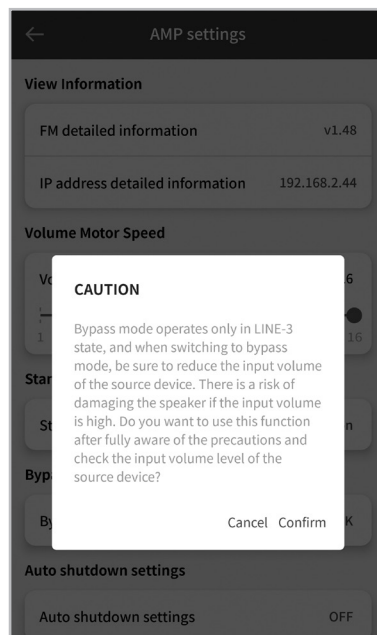 AMP settings
View Information
FM detailed information v1.48
IP address detailed information 192.168.2.44
Volume Motor Speed
CAUTION
Bypass mode operates only in LINE-3
state, and when switching to bypass
mode, be sure to reduce the input volume
of the source device. There is a risk of
damaging the speaker if the input volume
is high. Do you want to use this function
after fully aware of the precautions and
check the input volume level of the
source device?
Cancel Confirm
1 16
Auto shutdown settings
Auto shutdown settings OFF